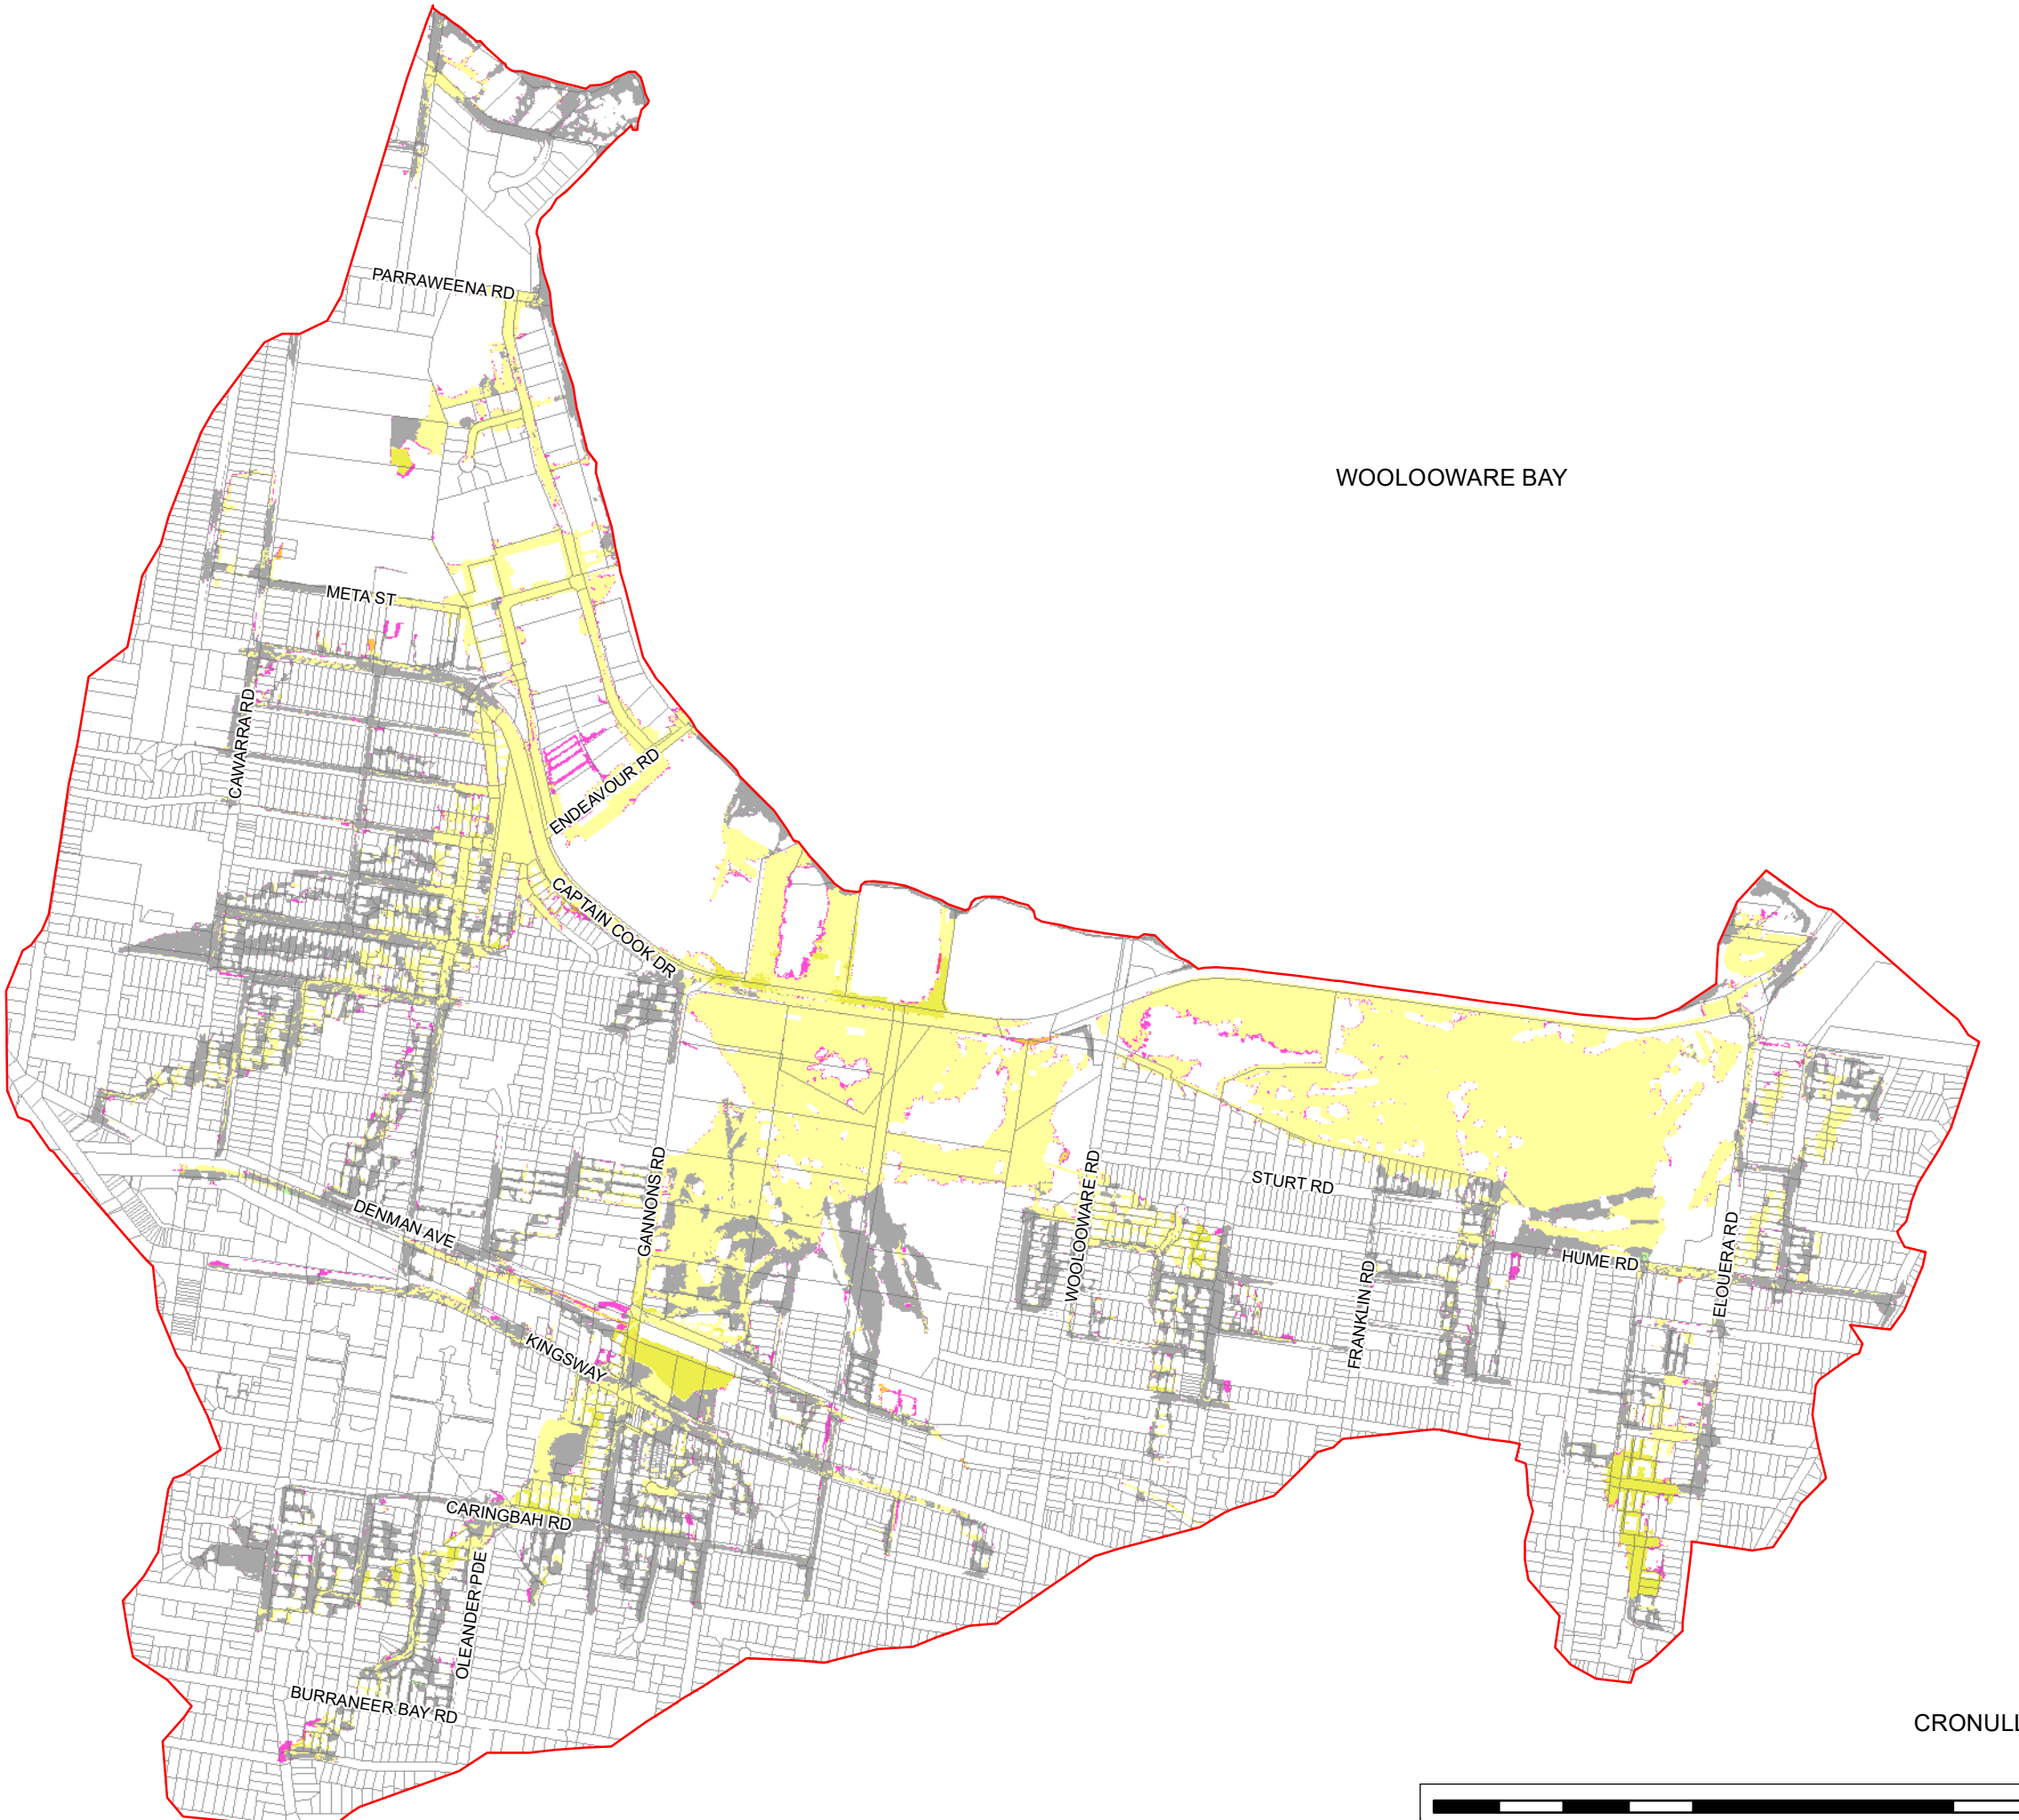 PARRAWEENA RD
WOOLOOWARE BAY
META ST
CAWARRA RD
ENDEAVOUR RD
CAPTAIN COOK DR
GANNONS RD
WOOLOOWARE RD
STURT RD
DENMAN AVE
ELOUERA RD
HUME RD
FRANKLIN RD
KINGSWAY
CARINGBAH RD
OLEANDER PDE
BURRANEER BAY RD
CRONULL